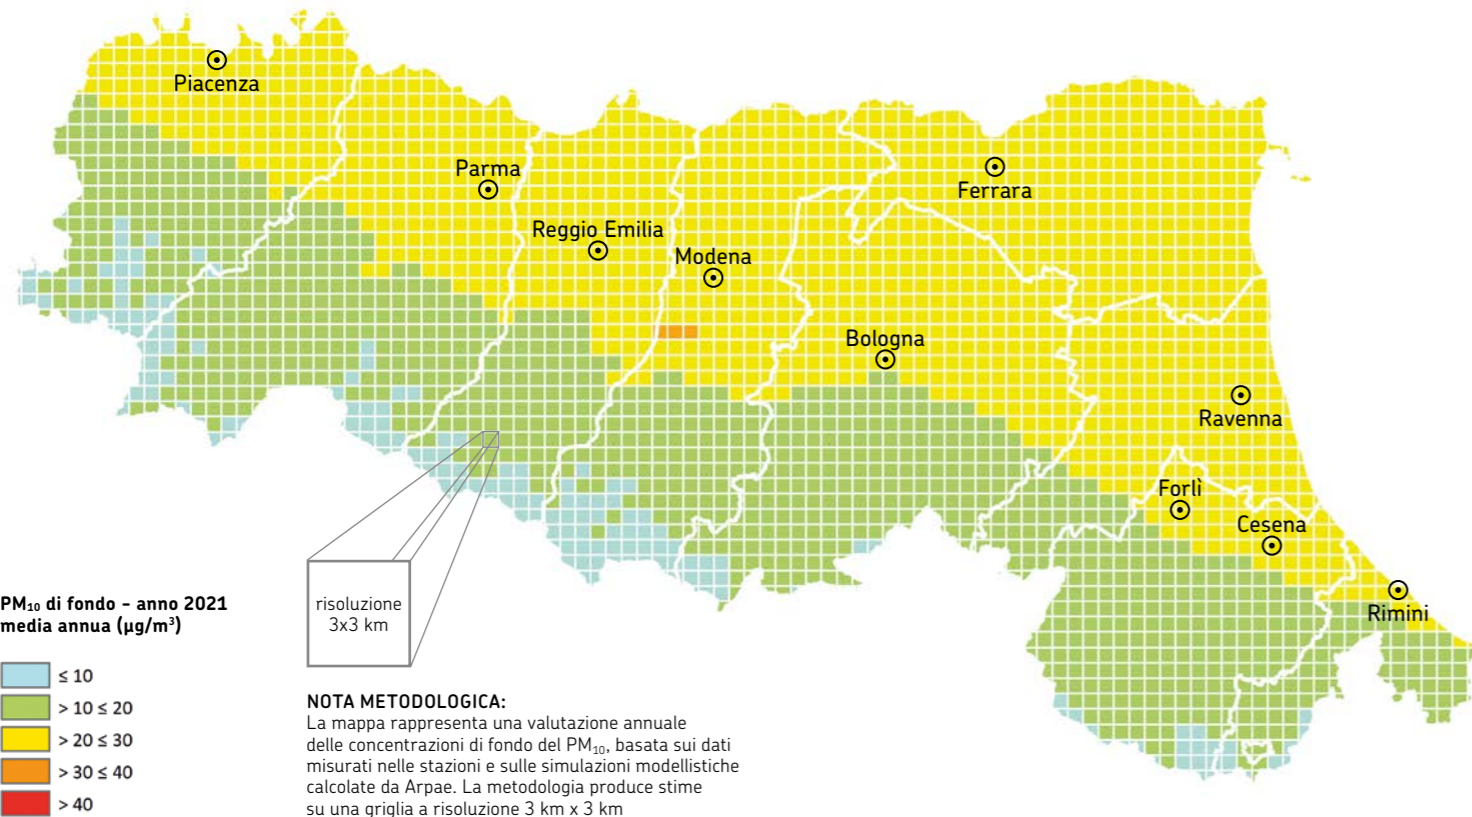 Piacenza
Parma
Ferrara
Reggio Emilia
Modena
Bologna
Ravenna
Forlì
Cesena
Rimini
risoluzione
3x3 km
PM₁₀ di fondo - anno 2021
media annua (µg/m³)
≤ 10
> 10 ≤ 20
> 20 ≤ 30
> 30 ≤ 40
> 40
NOTA METODOLOGICA:
La mappa rappresenta una valutazione annuale
delle concentrazioni di fondo del PM₁₀, basata sui dati
misurati nelle stazioni e sulle simulazioni modellistiche
calcolate da Arpae. La metodologia produce stime
su una griglia a risoluzione 3 km x 3 km